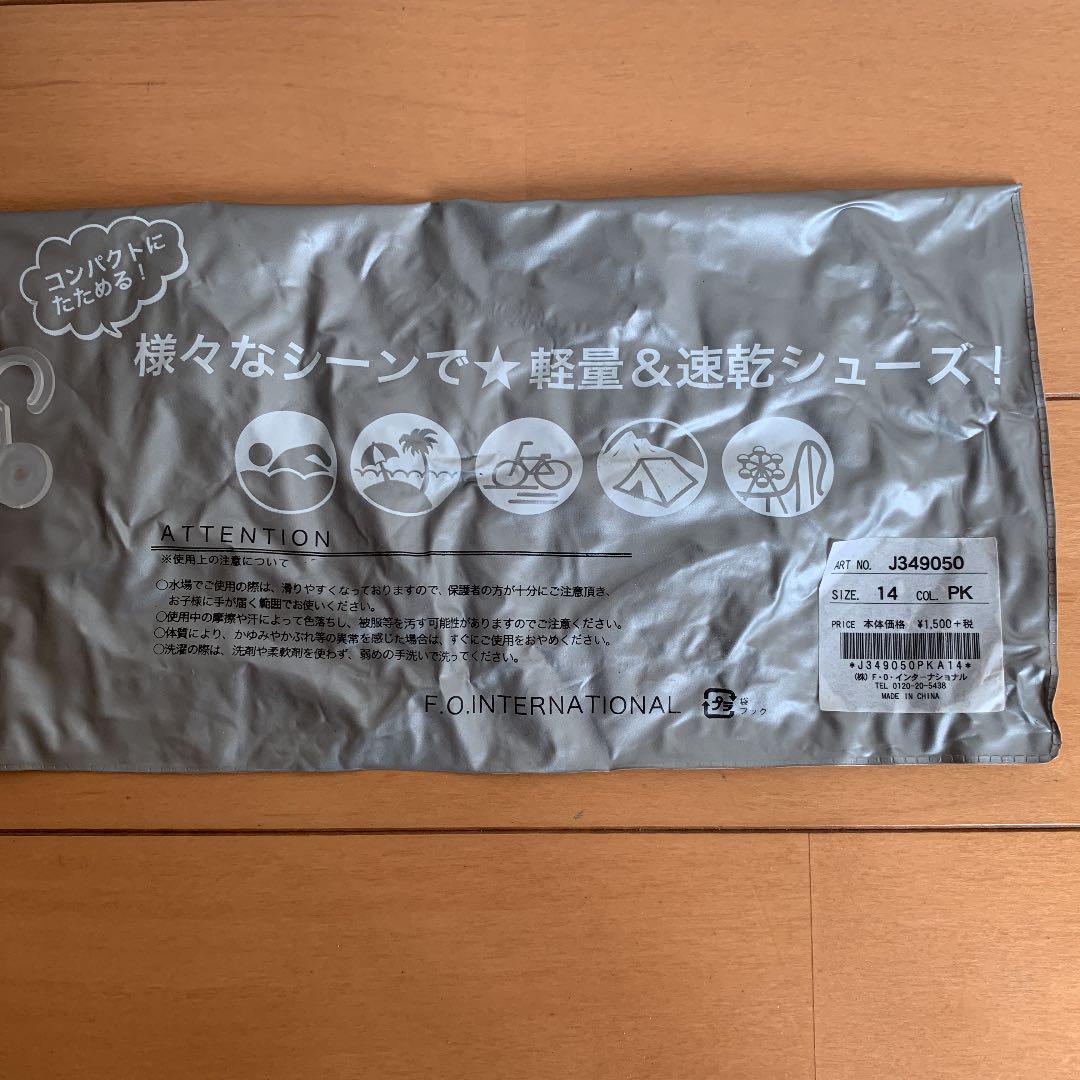 コンパクトに
たためる！
様々なシーンで★軽量＆速乾シューズ！
ATTENTION
※使用上の注意について
○水場でご使用の際は、滑りやすくなっておりますので、保護者の方が十分にご注意頂き、
お子様に手が届く範囲でお使いください。
○使用中の摩擦や汗によって色落ちし、被服等を汚す可能性がありますのでご注意ください。
○体質により、かゆみやかぶれ等の異常を感じた場合は、すぐにご使用をおやめください。
○洗濯の際は、洗剤や柔軟剤を使わず、弱めの手洗いで洗ってください。
F.O.INTERNATIONAL
プラ
袋
フック
ART NO. J349050
SIZE. 14 COL. PK
PRICE 本体価格 ¥1,500+税
*J349050PKA14*
(株)F・O・インターナショナル
TEL 0120-20-5438
MADE IN CHINA